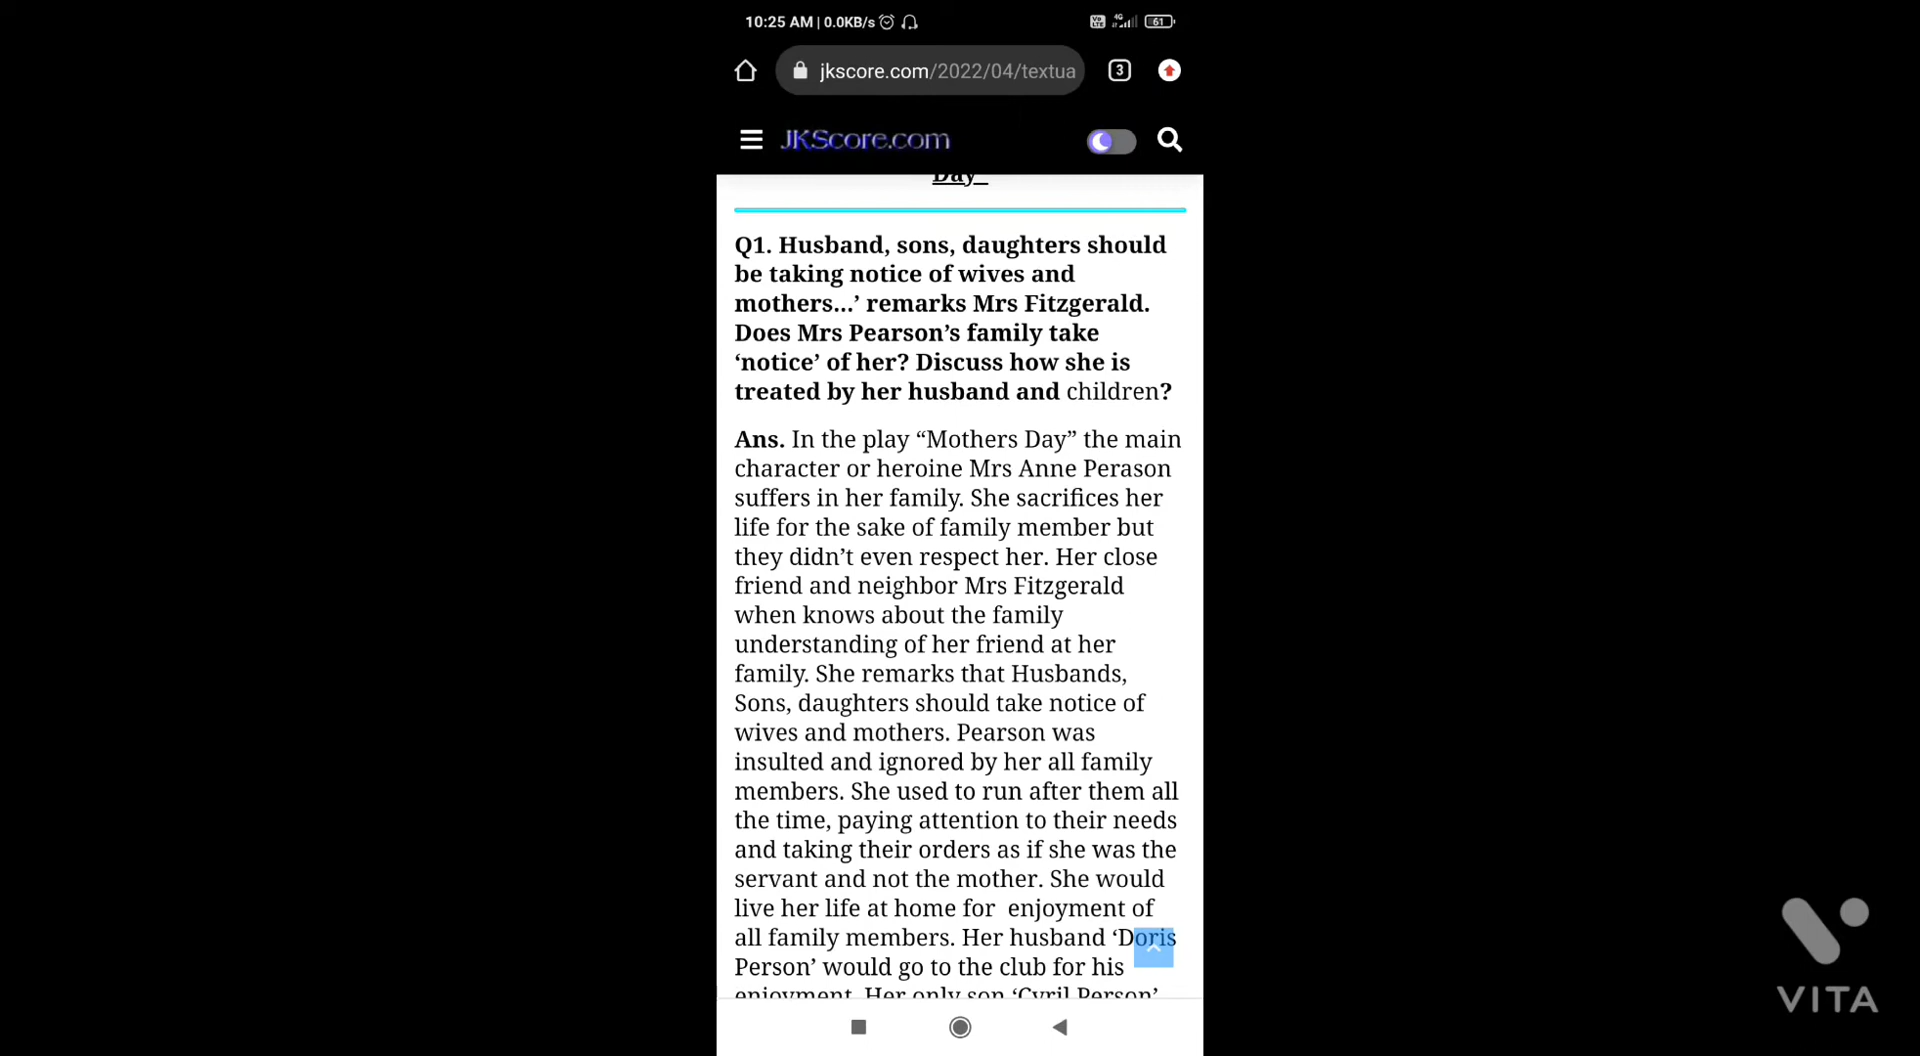 10:25 AM | 0.0KB/s
4G
61
jkscore.com/2022/04/textua
3
JKScore.com
Day
Q1. Husband, sons, daughters should
be taking notice of wives and
mothers...’ remarks Mrs Fitzgerald.
Does Mrs Pearson’s family take
‘notice’ of her? Discuss how she is
treated by her husband and children?
Ans. In the play “Mothers Day” the main
character or heroine Mrs Anne Perason
suffers in her family. She sacrifices her
life for the sake of family member but
they didn’t even respect her. Her close
friend and neighbor Mrs Fitzgerald
when knows about the family
understanding of her friend at her
family. She remarks that Husbands,
Sons, daughters should take notice of
wives and mothers. Pearson was
insulted and ignored by her all family
members. She used to run after them all
the time, paying attention to their needs
and taking their orders as if she was the
servant and not the mother. She would
live her life at home for enjoyment of
all family members. Her husband ‘Doris
Person’ would go to the club for his
enjoyment. Her only son ‘Cyril Person’
VITA